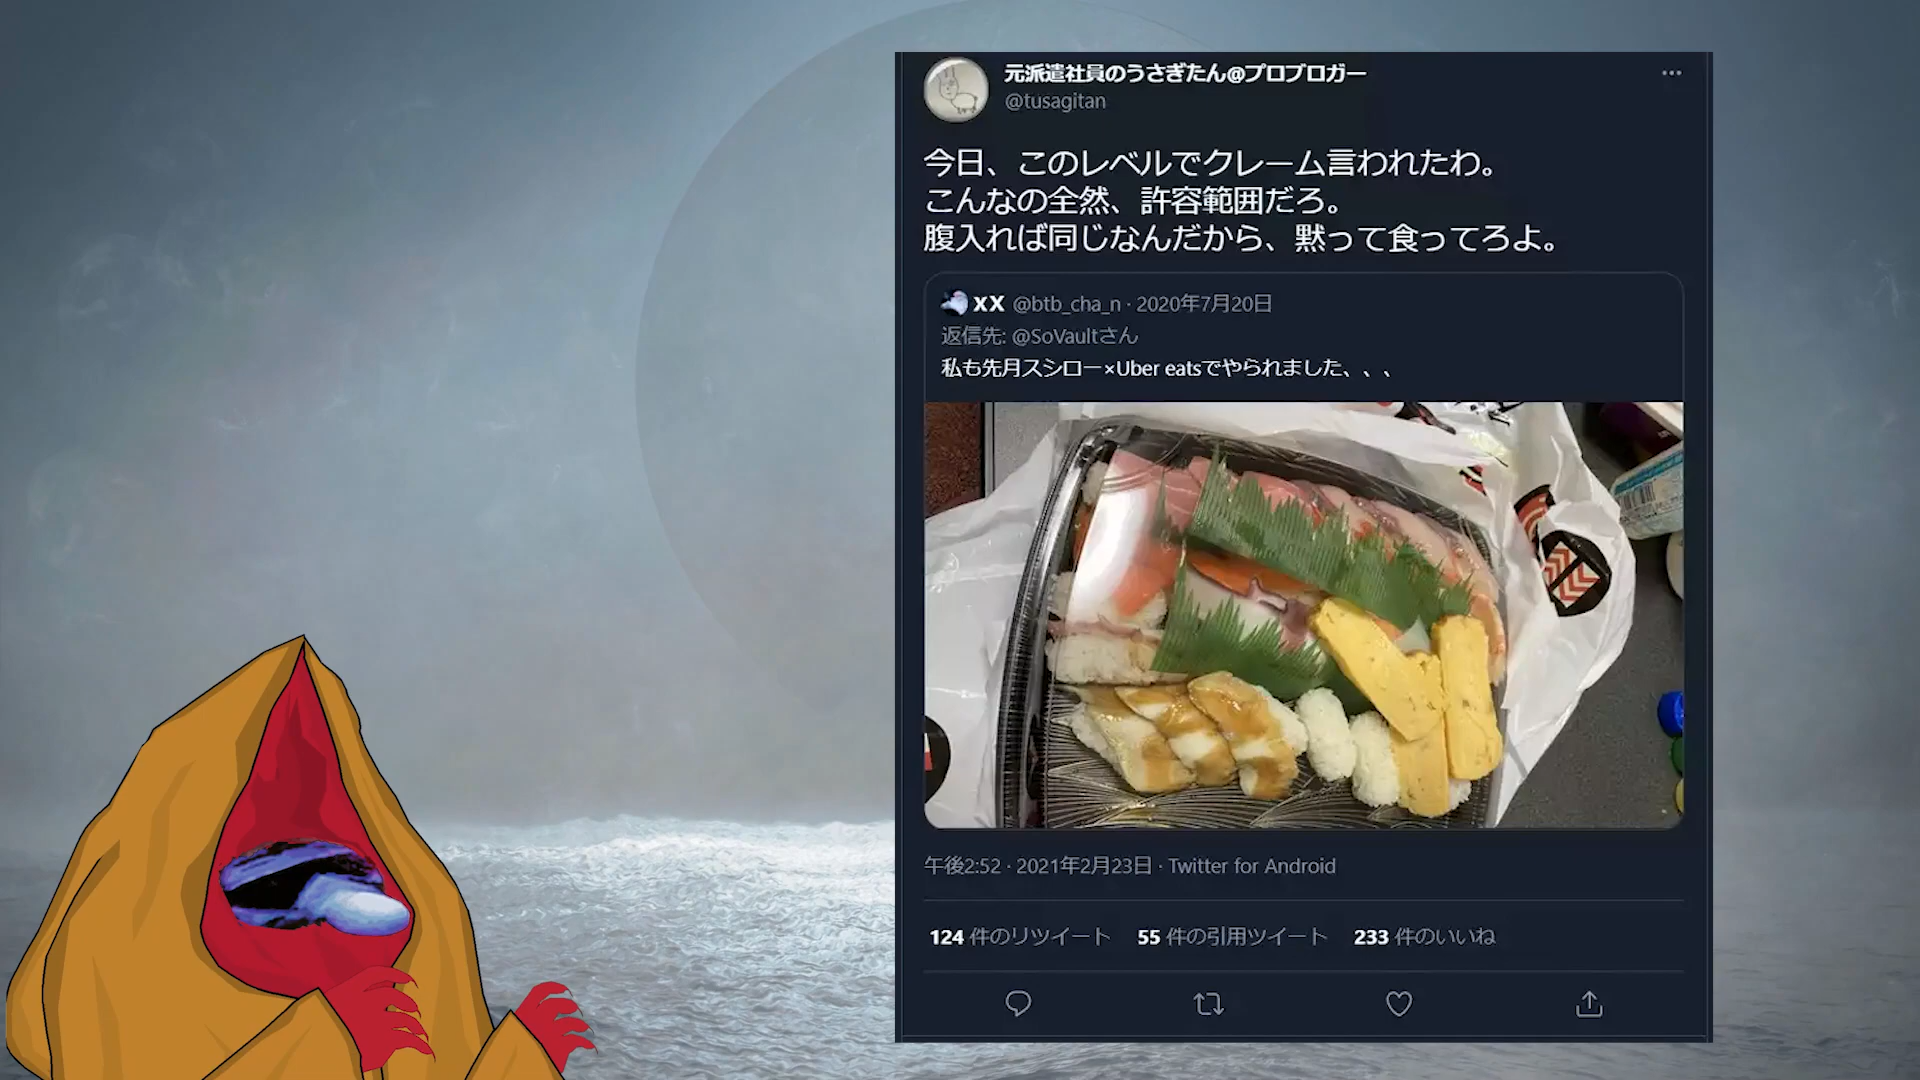 元派遣社員のうさぎたん@プロブロガー
@tusagitan
今日、このレベルでクレーム言われたわ。
こんなの全然、許容範囲だろ。
腹入れば同じなんだから、黙って食ってろよ。
xX @btb_cha_n · 2020年7月20日
返信先: @SoVaultさん
私も先月スシロー×Uber eatsでやられました、、、
午後2:52 · 2021年2月23日 · Twitter for Android
124 件のリツイート 55 件の引用ツイート 233 件のいいね